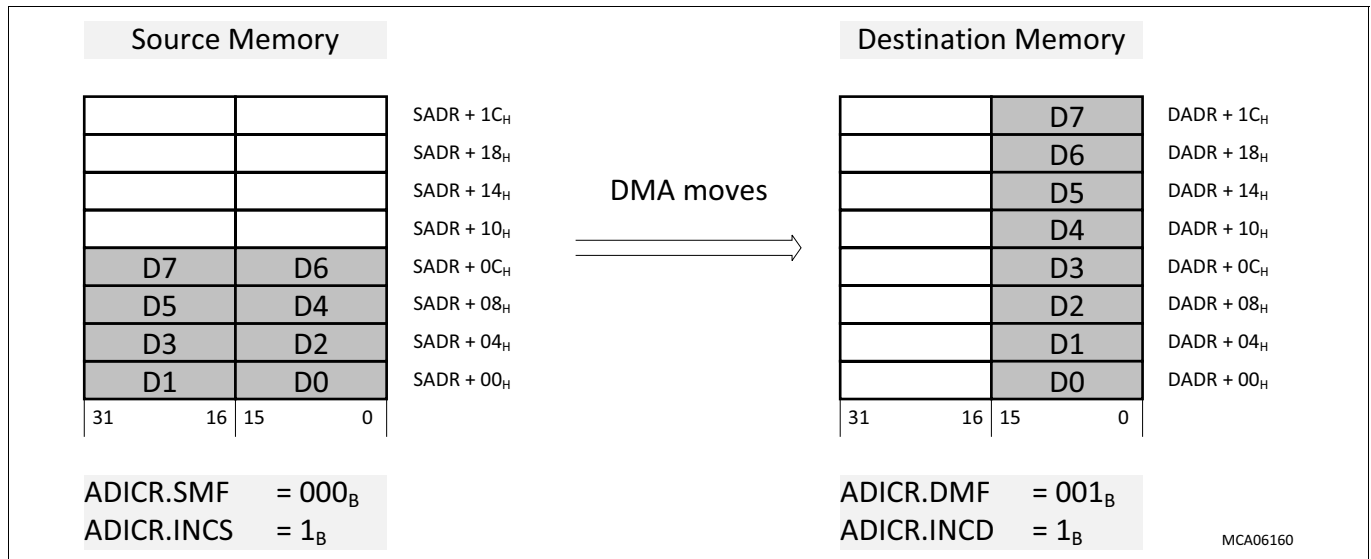 Source Memory
Destination Memory
SADR + 1CH
D7 DADR + 1CH
SADR + 18H
D6 DADR + 18H
SADR + 14H
DMA moves
D5 DADR + 14H
SADR + 10H
D4 DADR + 10H
D7 D6 SADR + 0CH
D3 DADR + 0CH
D5 D4 SADR + 08H
D2 DADR + 08H
D3 D2 SADR + 04H
D1 DADR + 04H
D1 D0 SADR + 00H
D0 DADR + 00H
31 16 15 0
31 16 15 0
ADICR.SMF = 000B
ADICR.INCS = 1B
ADICR.DMF = 001B
ADICR.INCD = 1B
MCA06160